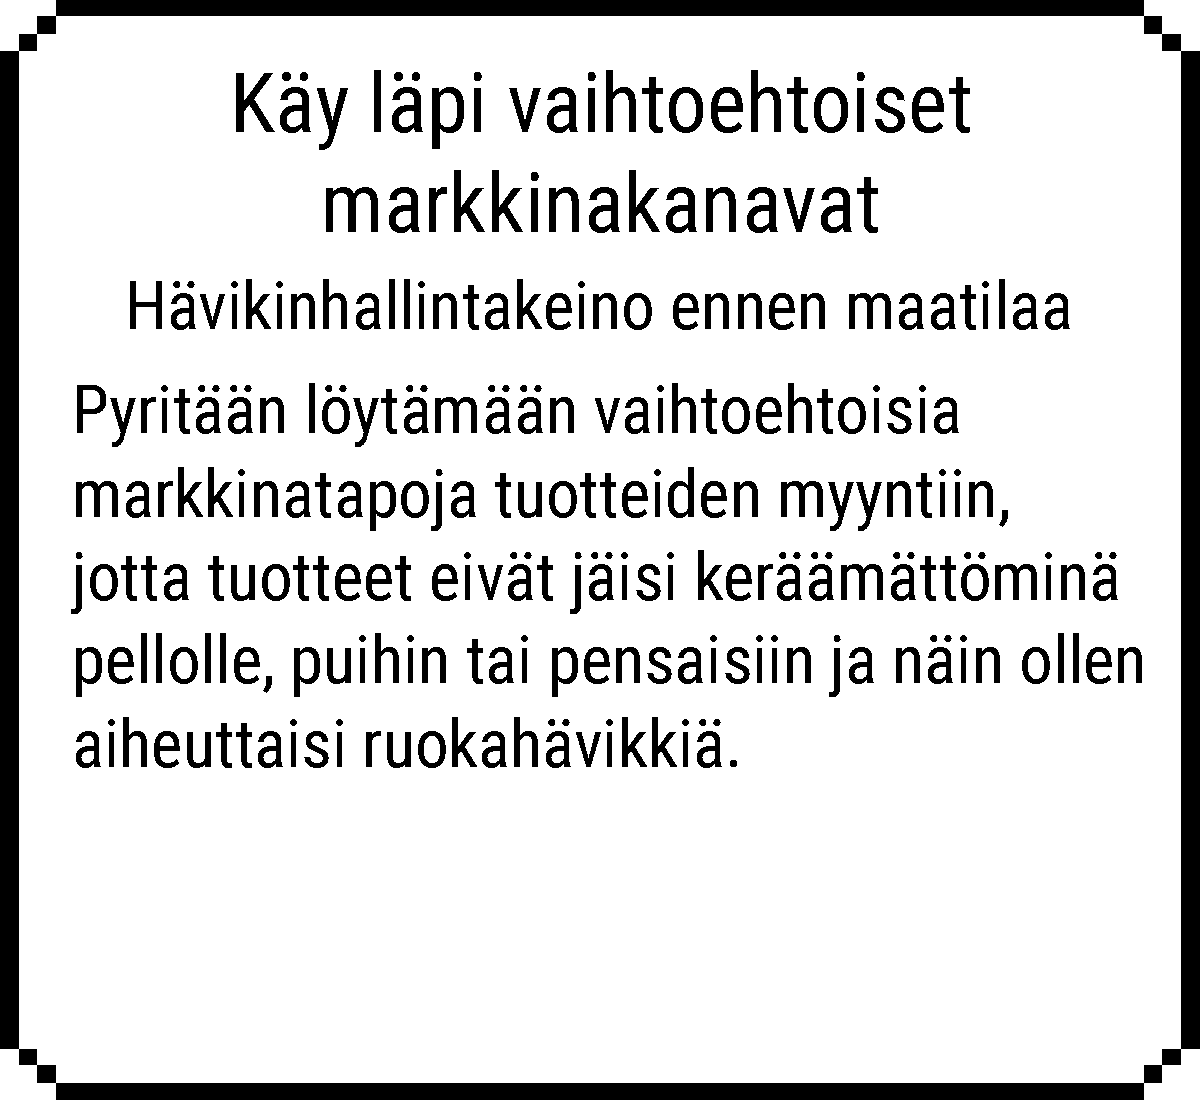 Käy läpi vaihtoehtoiset
markkinakanavat
Hävikinhallintakeino ennen maatilaa
Pyritään löytämään vaihtoehtoisia
markkinatapoja tuotteiden myyntiin,
jotta tuotteet eivät jäisi keräämättöminä
pellolle, puihin tai pensaisiin ja näin ollen
aiheuttaisi ruokahävikkiä.